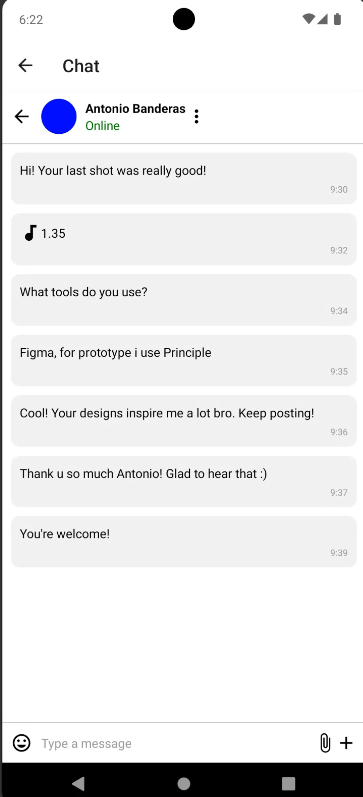 6:22
Chat
Antonio Banderas
Online
Hi! Your last shot was really good!
9:30
1.35
9:32
What tools do you use?
9:34
Figma, for prototype i use Principle
9:35
Cool! Your designs inspire me a lot bro. Keep posting!
9:36
Thank u so much Antonio! Glad to hear that :)
9:37
You're welcome!
9:39
Type a message